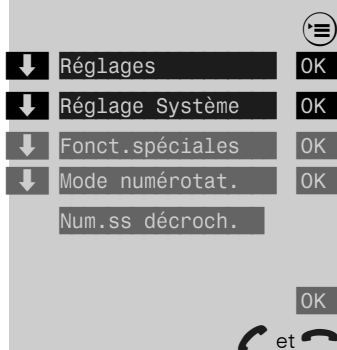 Réglages OK
Réglage Système OK
Fonct.spéciales OK
Mode numérotat. OK
Num.ss décroch.
OK
et